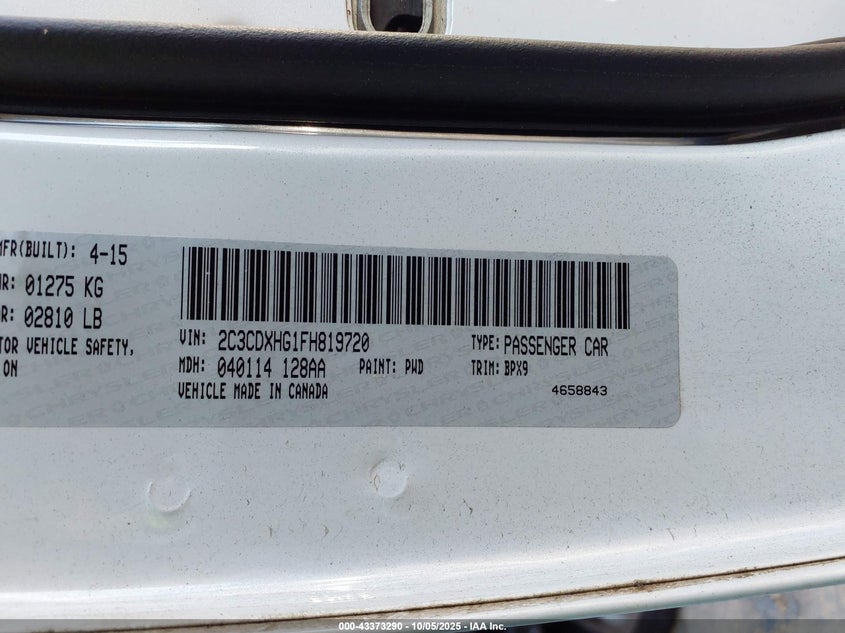 MFR(BUILT): 4-15
WR: 01275 KG
R: 02810 LB
TOR VEHICLE SAFETY,
ON
VIN: 2C3CDXHG1FH819720
TYPE: PASSENGER CAR
MDH: 040114 128AA
PAINT: PWD
TRIM: BPX9
VEHICLE MADE IN CANADA
4658843
000-43373290 - 10/05/2025 - IAA Inc.